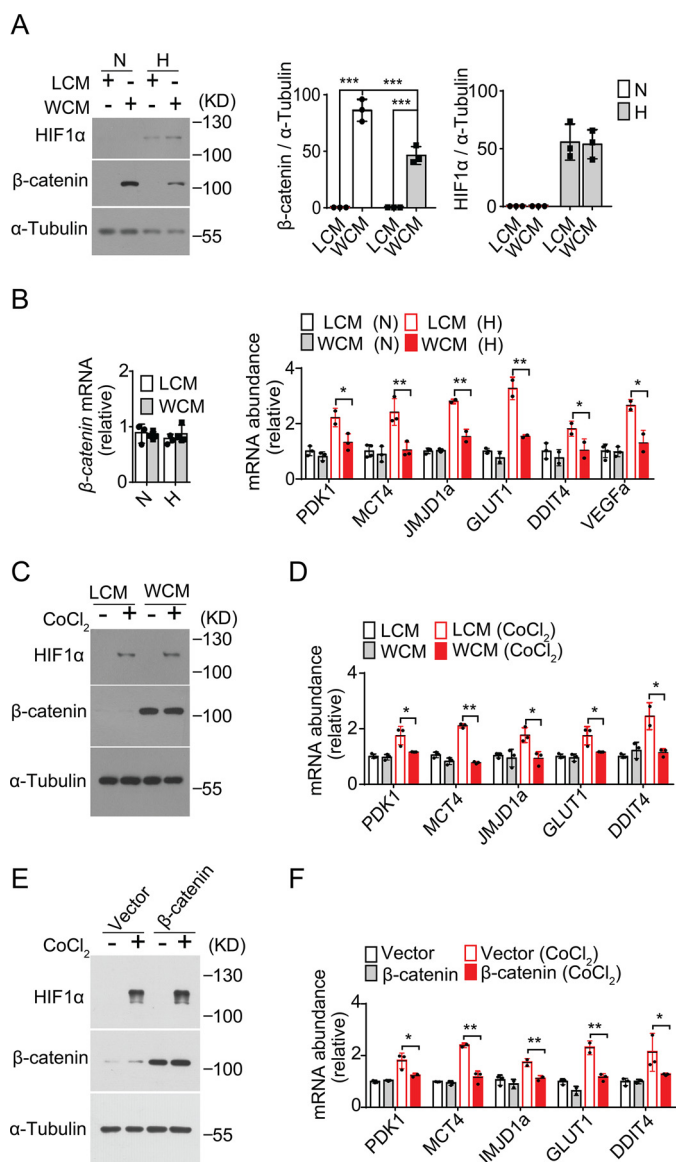 A
N H
LCM + - + -
WCM - + - + (KD)
HIF1α
–130
–100
β-catenin
–100
α-Tubulin
–55
β-catenin / α-Tubulin
100
50
0
***
***
***
LCM
WCM
LCM
WCM
HIF1α / α-Tubulin
100
50
0
LCM
WCM
LCM
WCM
N
H
B
β-catenin mRNA
(relative)
2
1
0
LCM
WCM
N
H
LCM (N) LCM (H)
WCM (N) WCM (H)
mRNA abundance
(relative)
4
2
0
* ** ** ** * *
PDK1
MCT4
JMJD1a
GLUT1
DDIT4
VEGFa
C
LCM WCM
CoCl2 - + - + (KD)
HIF1α
–130
–100
β-catenin
–100
α-Tubulin
–55
D
LCM LCM (CoCl2)
WCM WCM (CoCl2)
mRNA abundance
(relative)
4
2
0
* ** * * *
PDK1
MCT4
JMJD1a
GLUT1
DDIT4
E
Vector
β-catenin
CoCl2 - + - + (KD)
HIF1α
–130
–100
β-catenin
–100
α-Tubulin
–55
F
Vector Vector (CoCl2)
β-catenin β-catenin (CoCl2)
mRNA abundance
(relative)
4
2
0
* ** ** ** *
PDK1
MCT4
IMJD1a
GLUT1
DDIT4